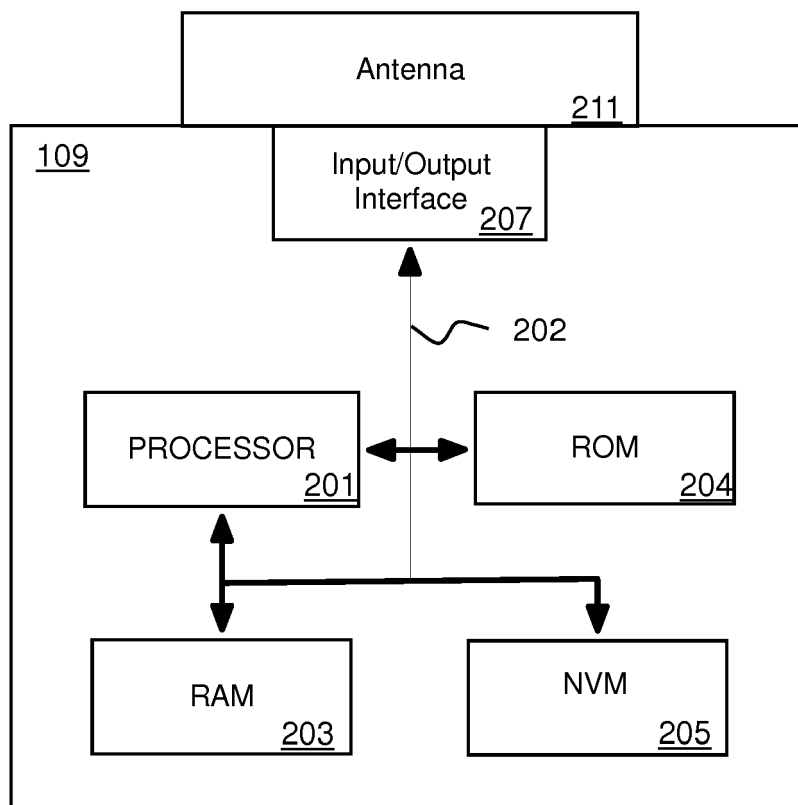 Antenna
211
109
Input/Output
Interface
207
202
PROCESSOR
201
ROM
204
RAM
203
NVM
205